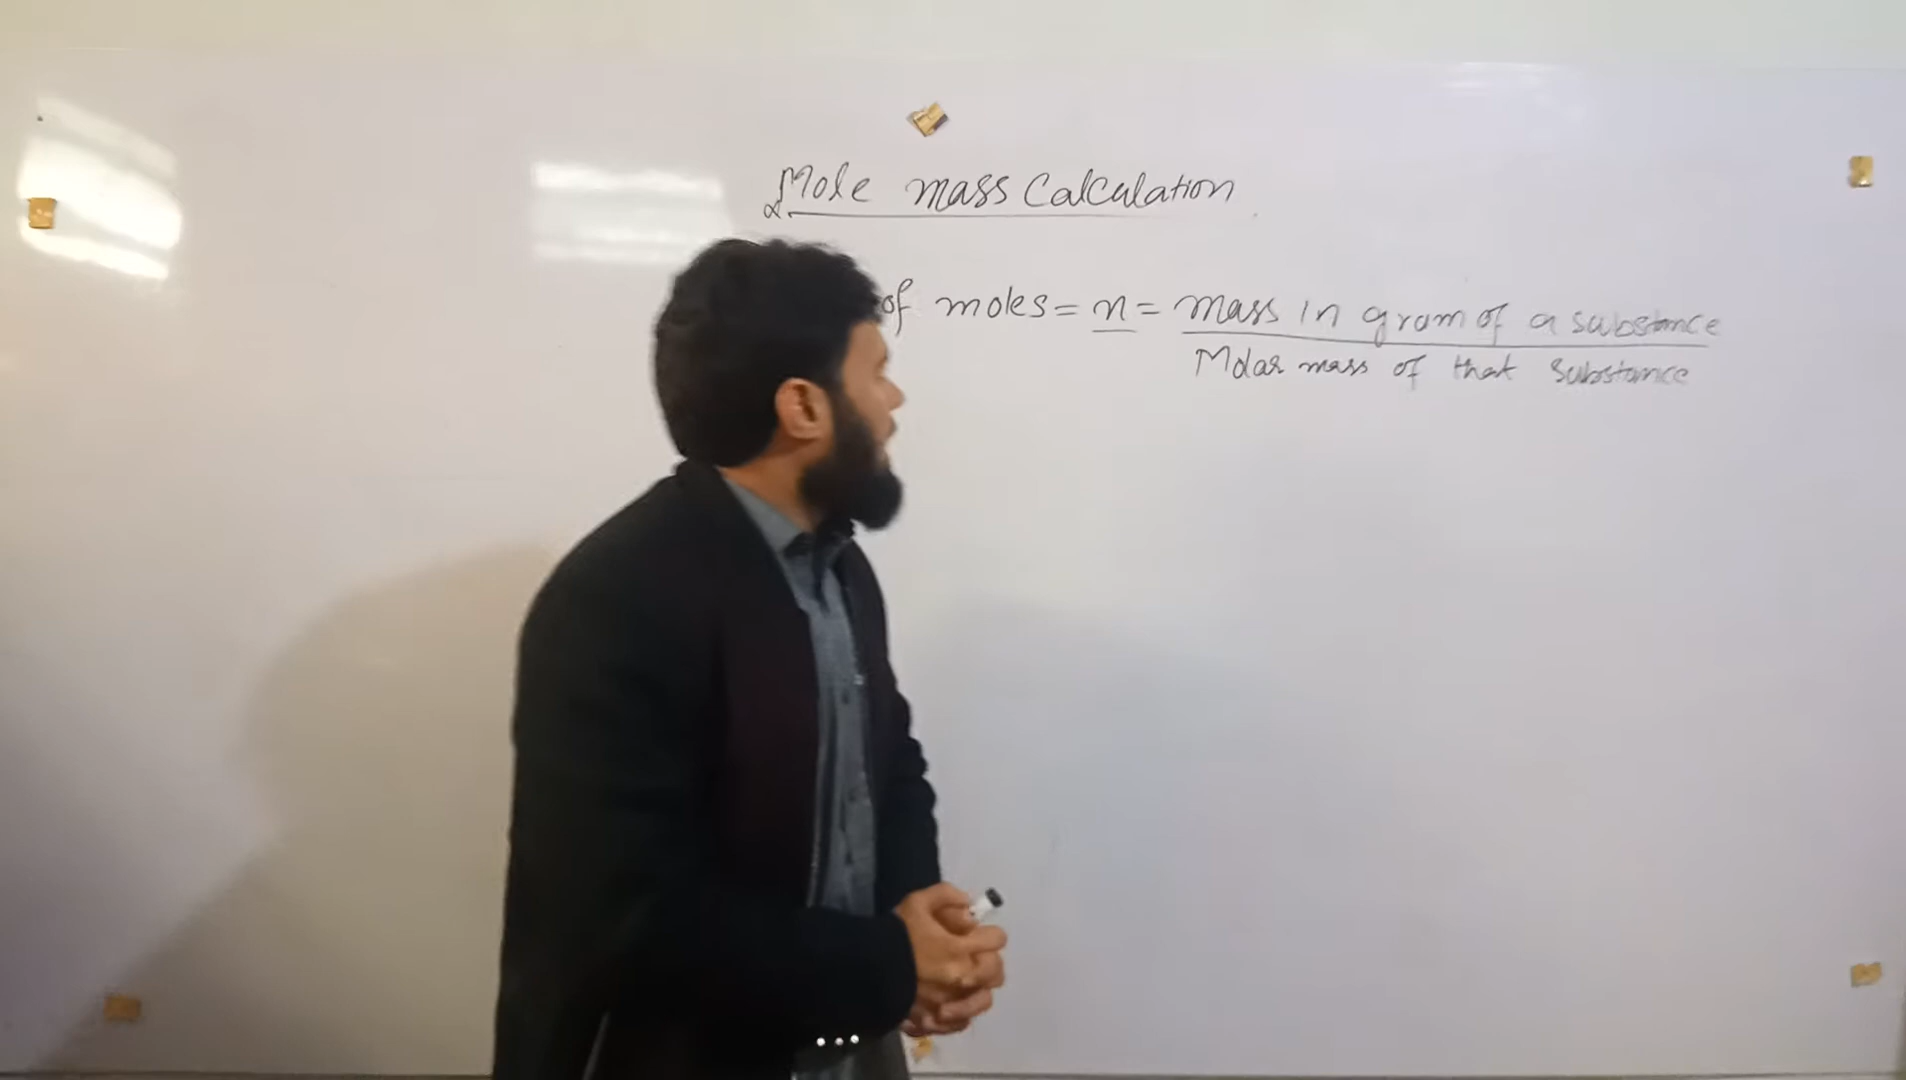 Mole mass Calculation
of moles = n = mass in gram of a substance
Molar mass of that substance